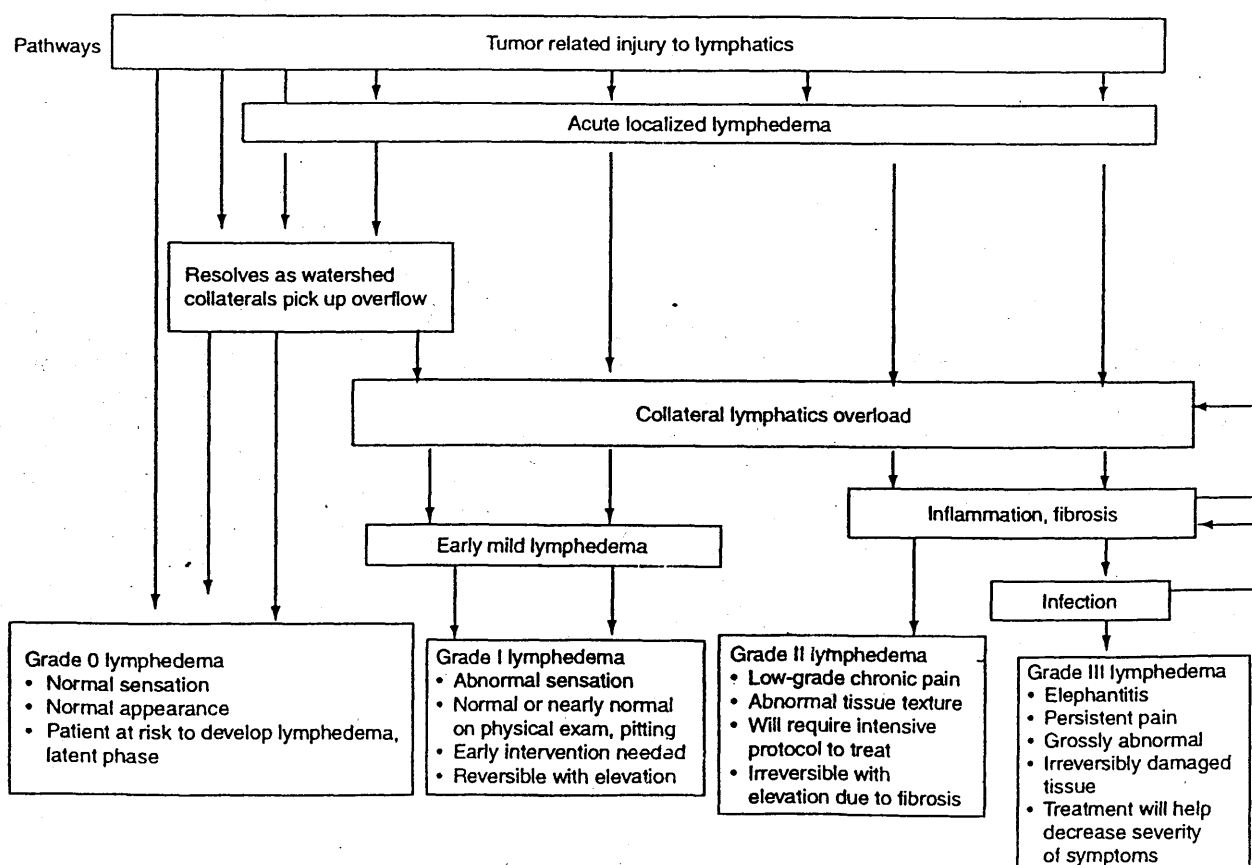 Pathways
Tumor related injury to lymphatics
Acute localized lymphedema
Resolves as watershed
collaterals pick up overflow
Collateral lymphatics overload
Inflammation, fibrosis
Early mild lymphedema
Infection
Grade 0 lymphedema
• Normal sensation
• Normal appearance
• Patient at risk to develop lymphedema,
latent phase
Grade I lymphedema
• Abnormal sensation
• Normal or nearly normal
on physical exam, pitting
• Early intervention needed
• Reversible with elevation
Grade II lymphedema
• Low-grade chronic pain
• Abnormal tissue texture
• Will require intensive
protocol to treat
• Irreversible with
elevation due to fibrosis
Grade III lymphedema
• Elephantitis
• Persistent pain
• Grossly abnormal
• Irreversibly damaged
tissue
• Treatment will help
decrease severity
of symptoms